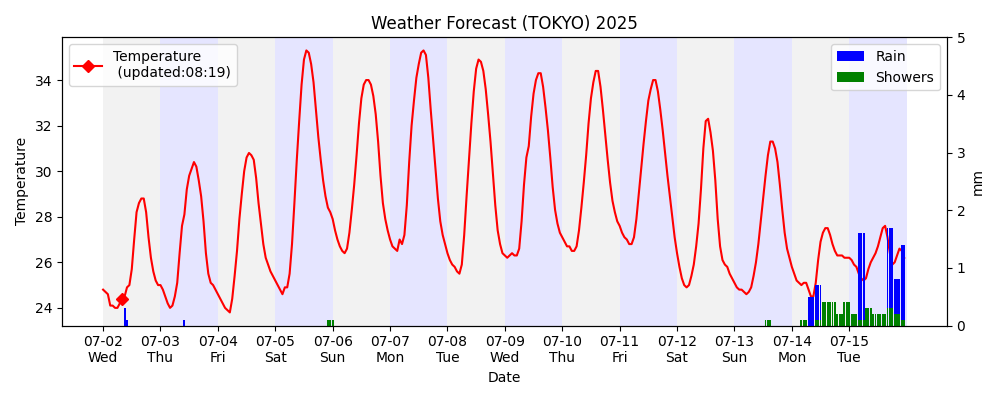 Weather Forecast (TOKYO) 2025
Temperature
(updated:08:19)
Rain
Showers
Temperature
34
32
30
28
26
24
5
4
3
2
1
0
mm
07-02 07-03 07-04 07-05 07-06 07-07 07-08 07-09 07-10 07-11 07-12 07-13 07-14 07-15
Wed Thu Fri Sat Sun Mon Tue Wed Thu Fri Sat Sun Mon Tue
Date